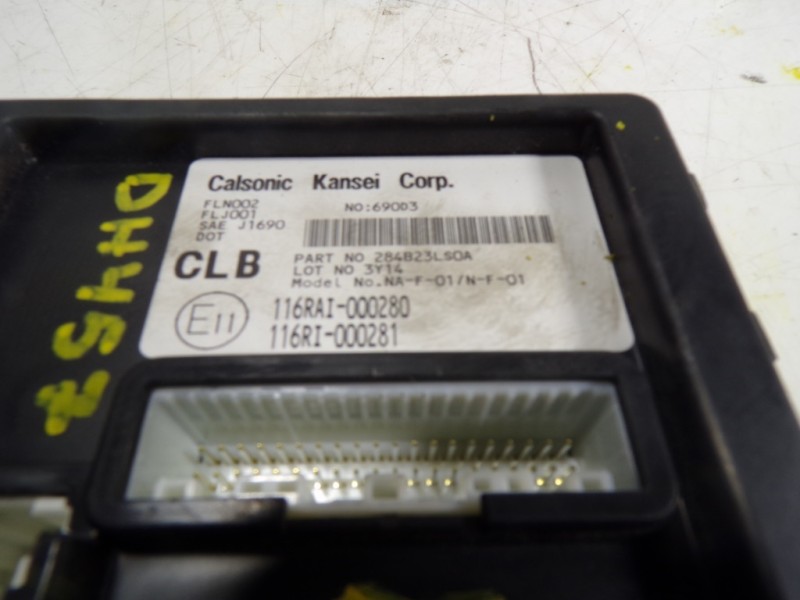 Calsonic Kansei Corp.
FLN002
FLJ001
SAE J1690
DOT
NO:690D3
CLB
PART NO 284B23LS0A
LOT NO 3Y14
Model No.NA-F-01/N-F-01
E11
116RAI-000280
116RI-000281